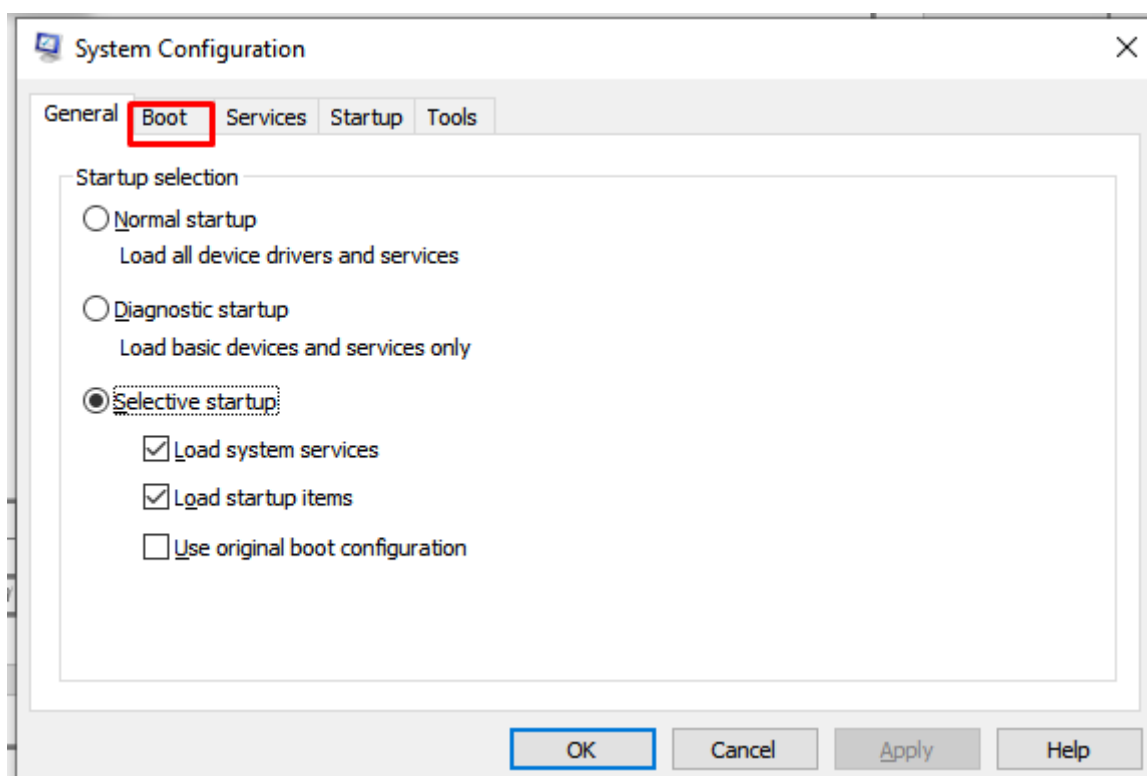 System Configuration
General Boot Services Startup Tools
Startup selection
Normal startup
Load all device drivers and services
Diagnostic startup
Load basic devices and services only
Selective startup
Load system services
Load startup items
Use original boot configuration
OK Cancel Apply Help